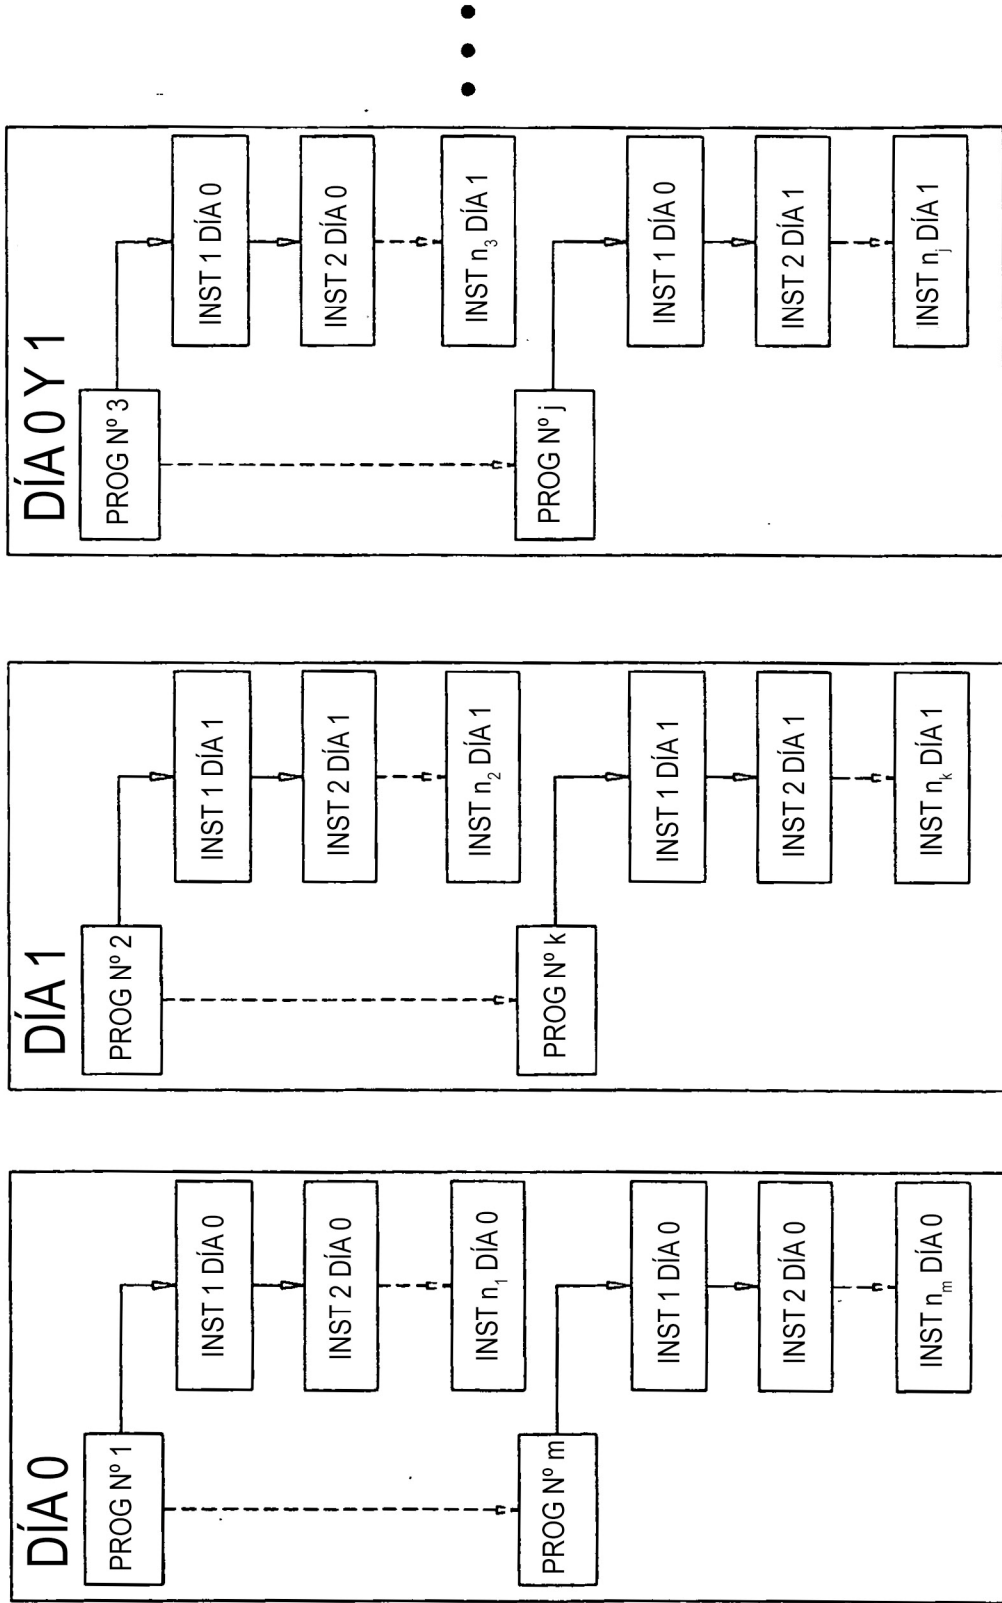 DÍA 0
PROG Nº 1
INST 1 DÍA 0
INST 2 DÍA 0
INST n₁ DÍA 0
PROG Nº m
INST 1 DÍA 0
INST 2 DÍA 0
INST nₘ DÍA 0
DÍA 1
PROG Nº 2
INST 1 DÍA 1
INST 2 DÍA 1
INST n₂ DÍA 1
PROG Nº k
INST 1 DÍA 1
INST 2 DÍA 1
INST nₖ DÍA 1
DÍA 0 Y 1
PROG Nº 3
INST 1 DÍA 0
INST 2 DÍA 0
INST n₃ DÍA 1
PROG Nº j
INST 1 DÍA 0
INST 2 DÍA 1
INST nⱼ DÍA 1